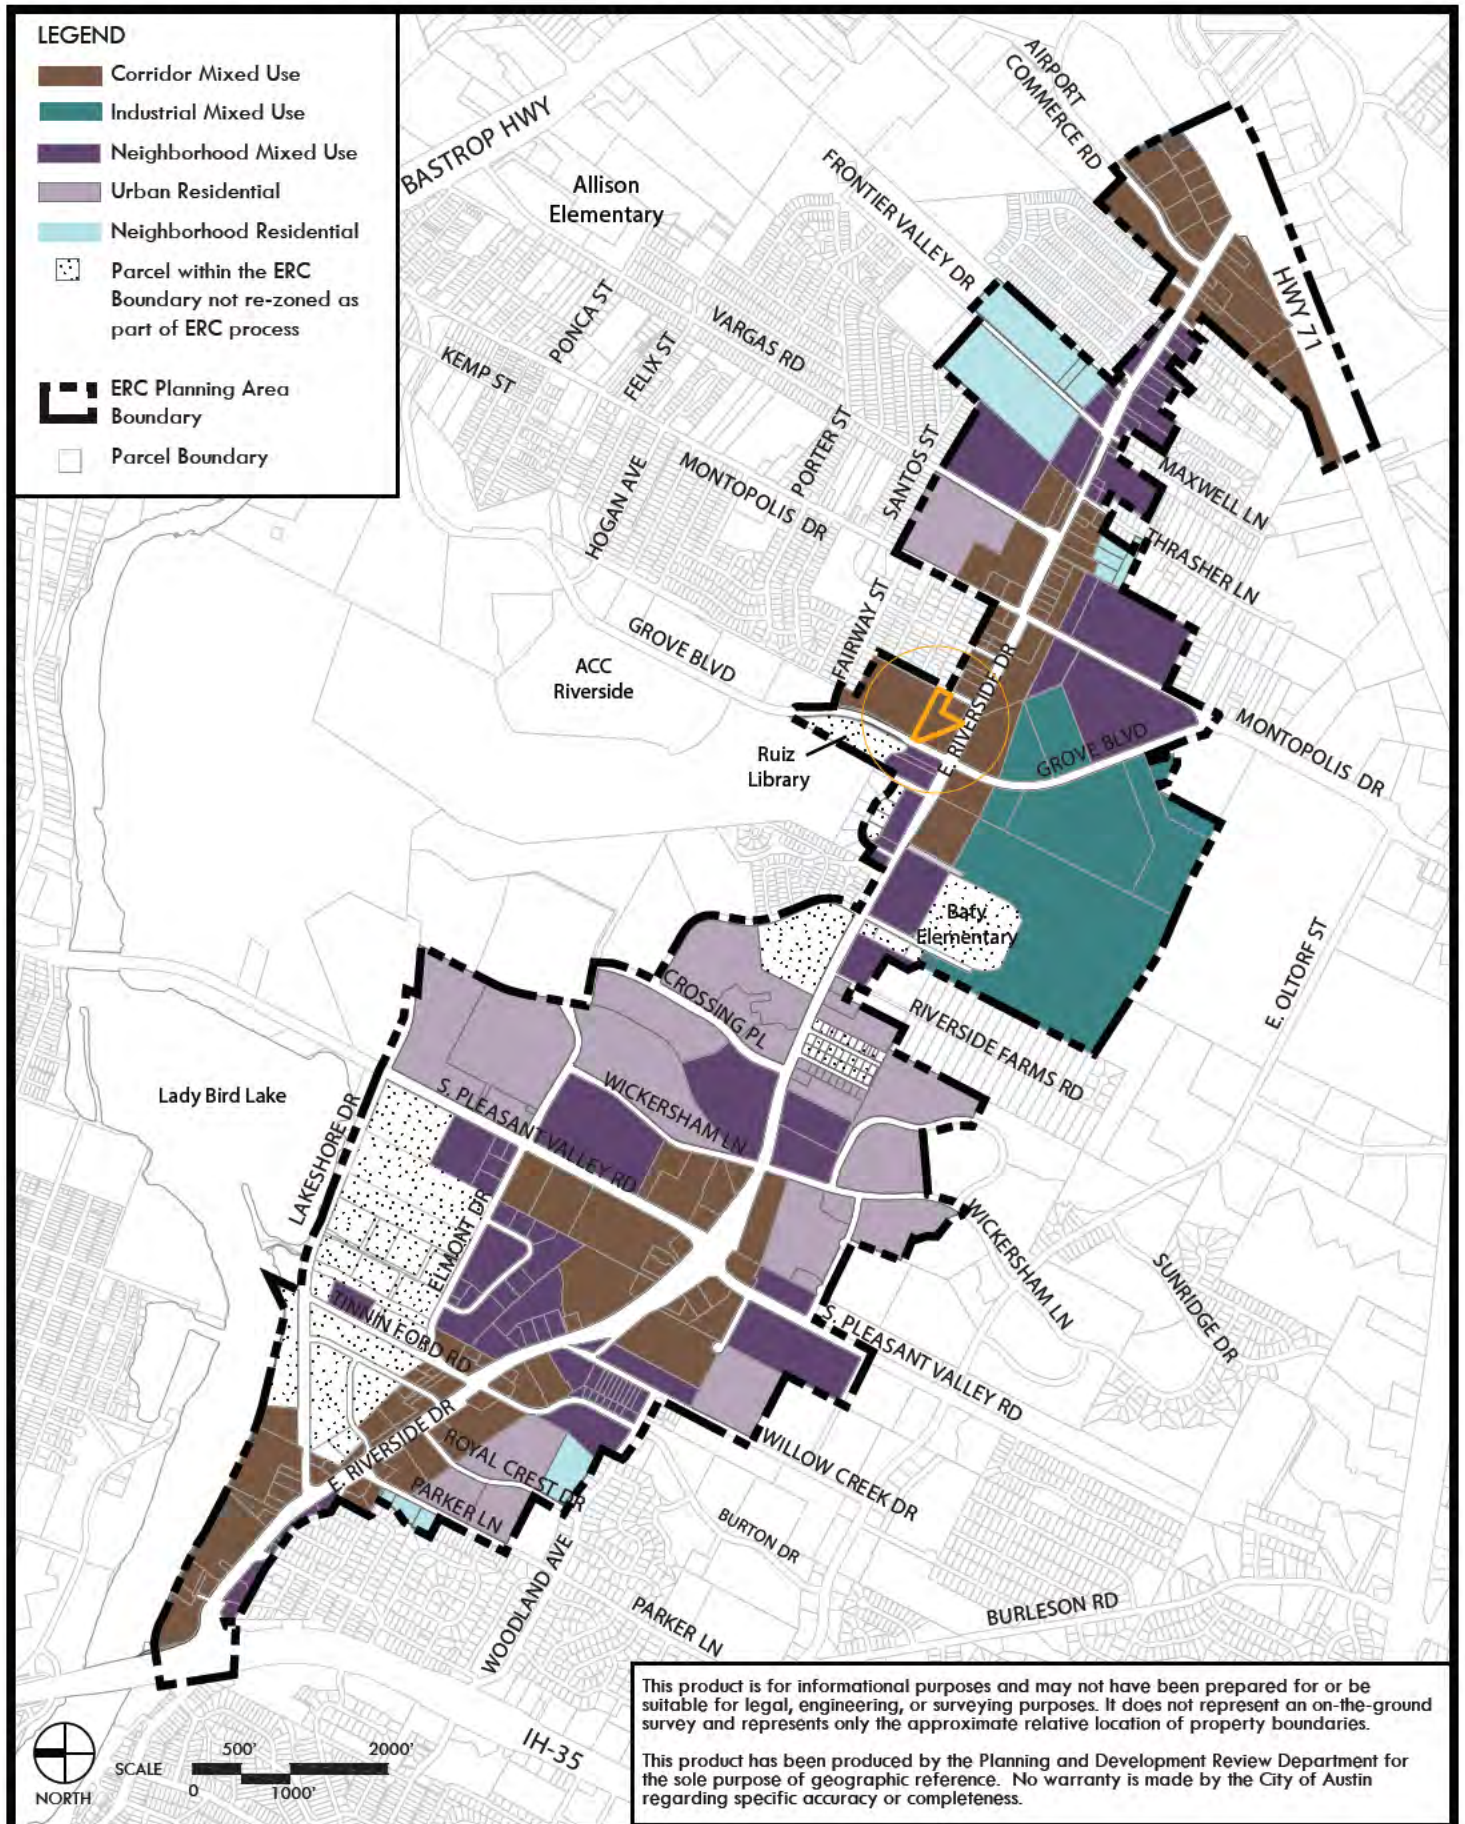 LEGEND
Corridor Mixed Use
Industrial Mixed Use
Neighborhood Mixed Use
Urban Residential
Neighborhood Residential
Parcel within the ERC
Boundary not re-zoned as
part of ERC process
ERC Planning Area
Boundary
Parcel Boundary
AIRPORT
COMMERCE RD
BASTROP HWY
Allison
Elementary
FRONTIER VALLEY DR
HWY 71
PONCA ST
VARGAS RD
FELIX ST
KEMP ST
PORTER ST
SANTOS ST
MAXWELL LN
MONTOPOLIS DR
HOGAN AVE
THRASHER LN
FAIRWAY ST
GROVE BLVD
ACC
Riverside
E. RIVERSIDE DR
MONTOPOLIS DR
GROVE BLVD
Ruiz
Library
Baty
Elementary
E. OLTORF ST
CROSSING PL
RIVERSIDE FARMS RD
Lady Bird Lake
S. PLEASANT VALLEY RD
WICKERSHAM LN
LAKESHORE DR
ELMONT DR
WICKERSHAM LN
SUNRIDGE DR
TINNIN FORD RD
S. PLEASANT VALLEY RD
E. RIVERSIDE DR
ROYAL CREST DR
WILLOW CREEK DR
PARKER LN
BURTON DR
WOODLAND AVE
PARKER LN
BURLESON RD
IH-35
NORTH
SCALE
500'
2000'
0
1000'
This product is for informational purposes and may not have been prepared for or be
suitable for legal, engineering, or surveying purposes. It does not represent an on-the-ground
survey and represents only the approximate relative location of property boundaries.
This product has been produced by the Planning and Development Review Department for
the sole purpose of geographic reference. No warranty is made by the City of Austin
regarding specific accuracy or completeness.